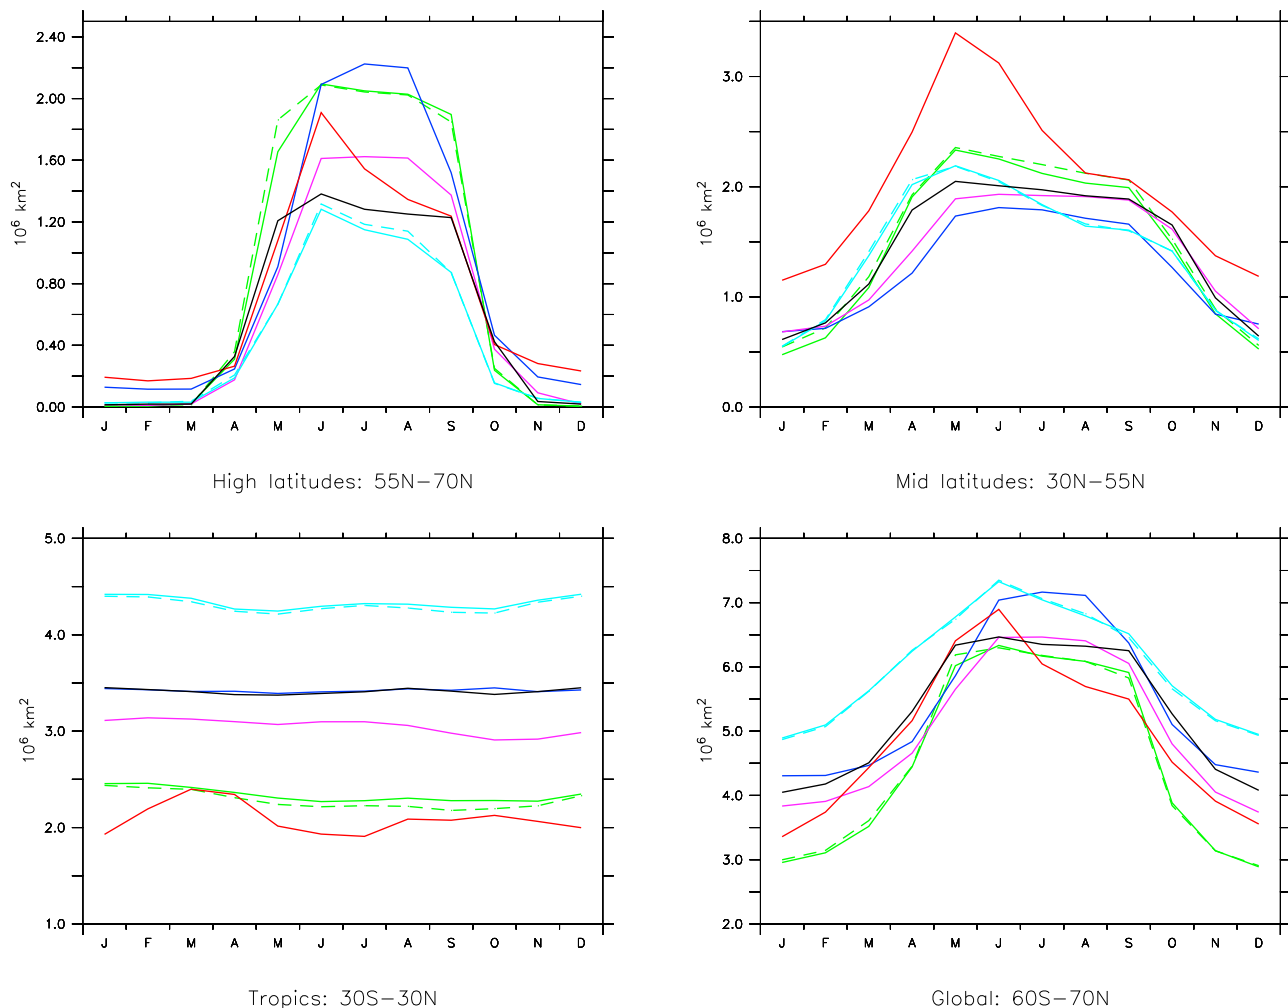 2.40
2.00
1.60
1.20
0.80
0.40
0.00
10⁶ km²
J F M A M J J A S O N D
High latitudes: 55N−70N
3.0
2.0
1.0
0.0
10⁶ km²
J F M A M J J A S O N D
Mid latitudes: 30N−55N
5.0
4.0
3.0
2.0
1.0
10⁶ km²
J F M A M J J A S O N D
Tropics: 30S−30N
8.0
7.0
6.0
5.0
4.0
3.0
2.0
10⁶ km²
J F M A M J J A S O N D
Global: 60S−70N